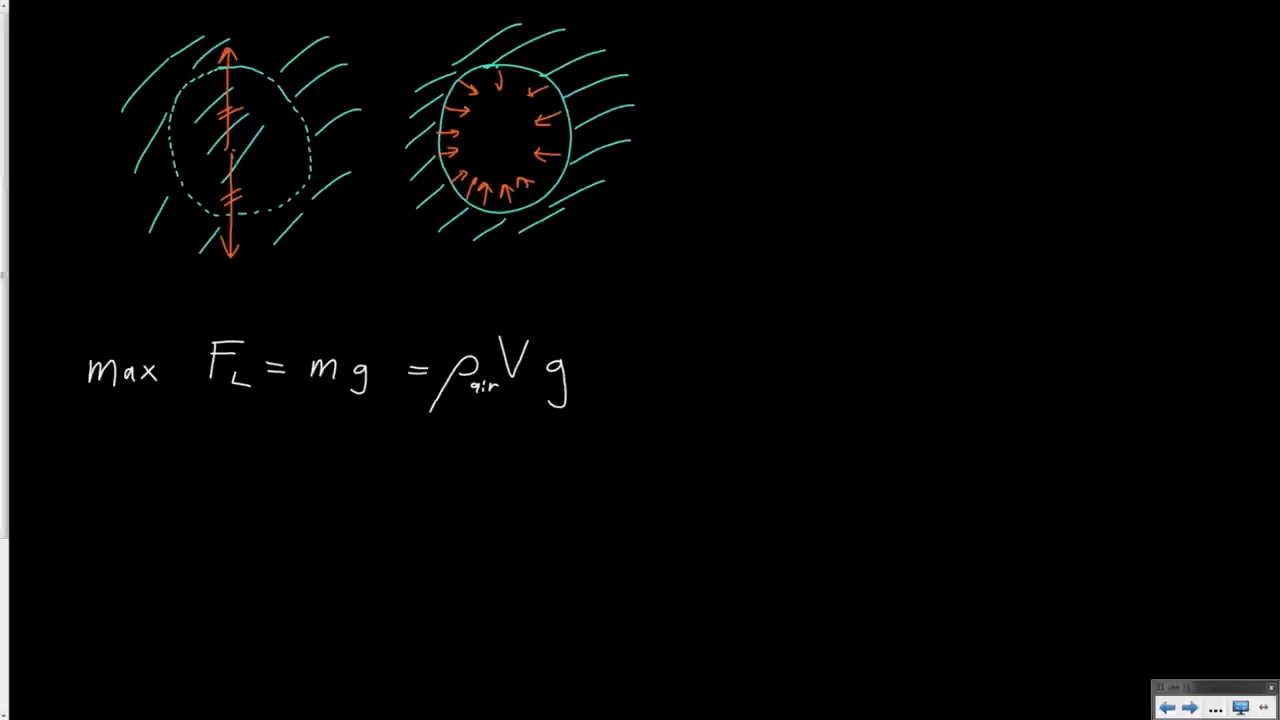 max F_L = mg = ρ_air V g